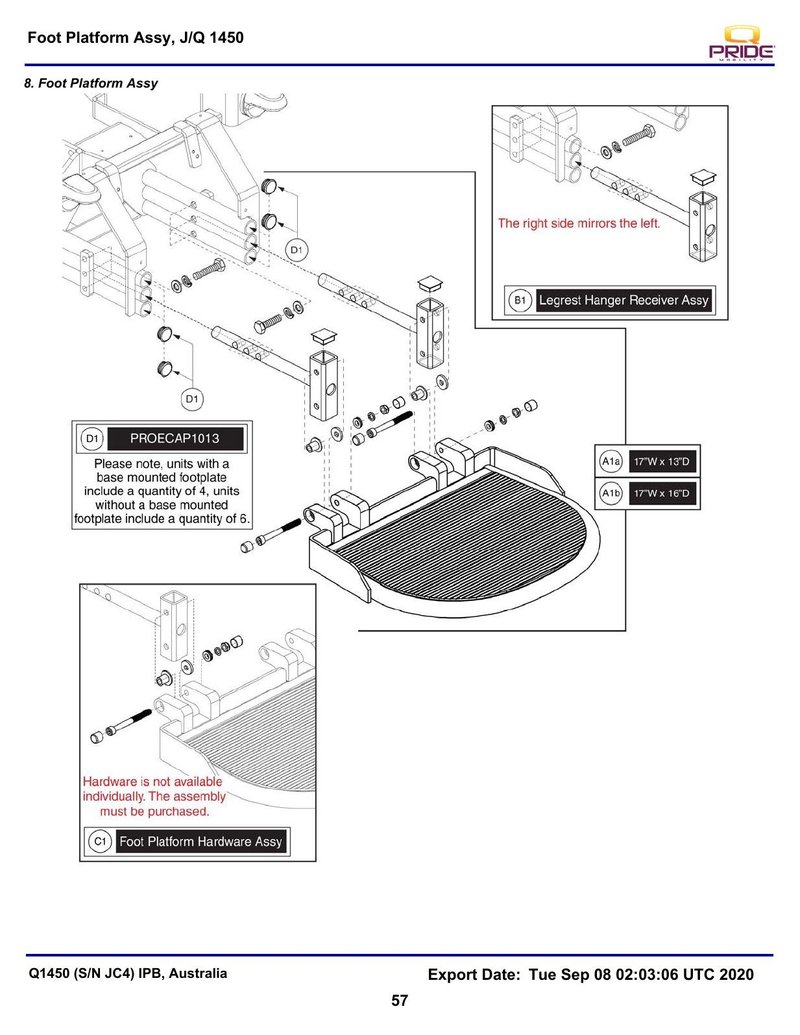 Foot Platform Assy, J/Q 1450
Q
PRIDE
MOBILITY
8. Foot Platform Assy
The right side mirrors the left.
B1 Legrest Hanger Receiver Assy
D1
D1
D1 PROECAP1013
Please note, units with a
base mounted footplate
include a quantity of 4, units
without a base mounted
footplate include a quantity of 6.
A1a 17"W x 13"D
A1b 17"W x 16"D
Hardware is not available
individually. The assembly
must be purchased.
C1 Foot Platform Hardware Assy
Q1450 (S/N JC4) IPB, Australia
Export Date: Tue Sep 08 02:03:06 UTC 2020
57